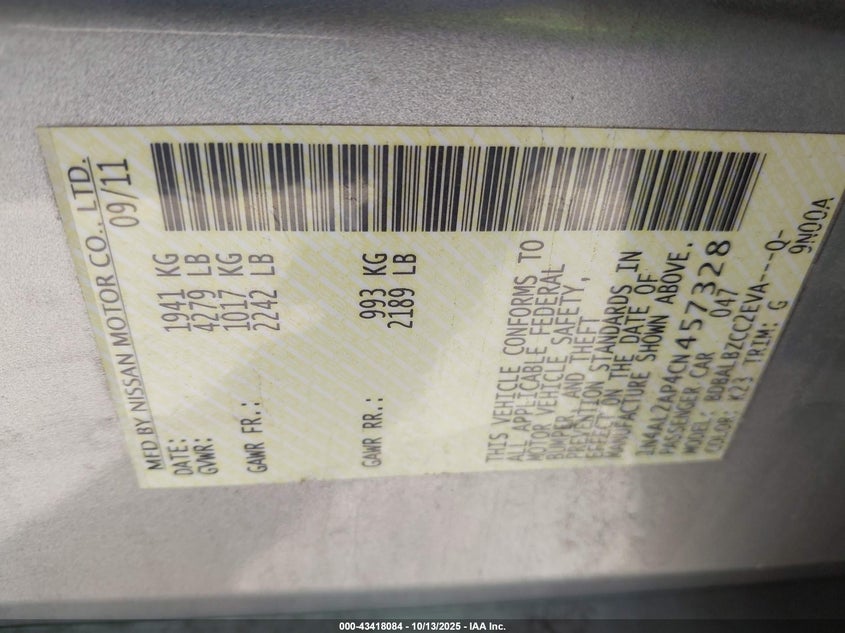 MFD BY NISSAN MOTOR CO., LTD.
DATE: 09/11
GVWR: 1941 KG
4279 LB
GAWR FR.: 1017 KG
2242 LB
GAWR RR.: 993 KG
2189 LB
THIS VEHICLE CONFORMS TO
ALL APPLICABLE FEDERAL
MOTOR VEHICLE SAFETY,
BUMPER, AND THEFT
PREVENTION STANDARDS IN
EFFECT ON THE DATE OF
MANUFACTURE SHOWN ABOVE.
1N4AL2AP4CN457328
PASSENGER CAR 047
MODEL: BDBALBZCC2EVA---Q-
COLOR: K23 TRIM: G 9N00A
000-43418084 - 10/13/2025 - IAA Inc.